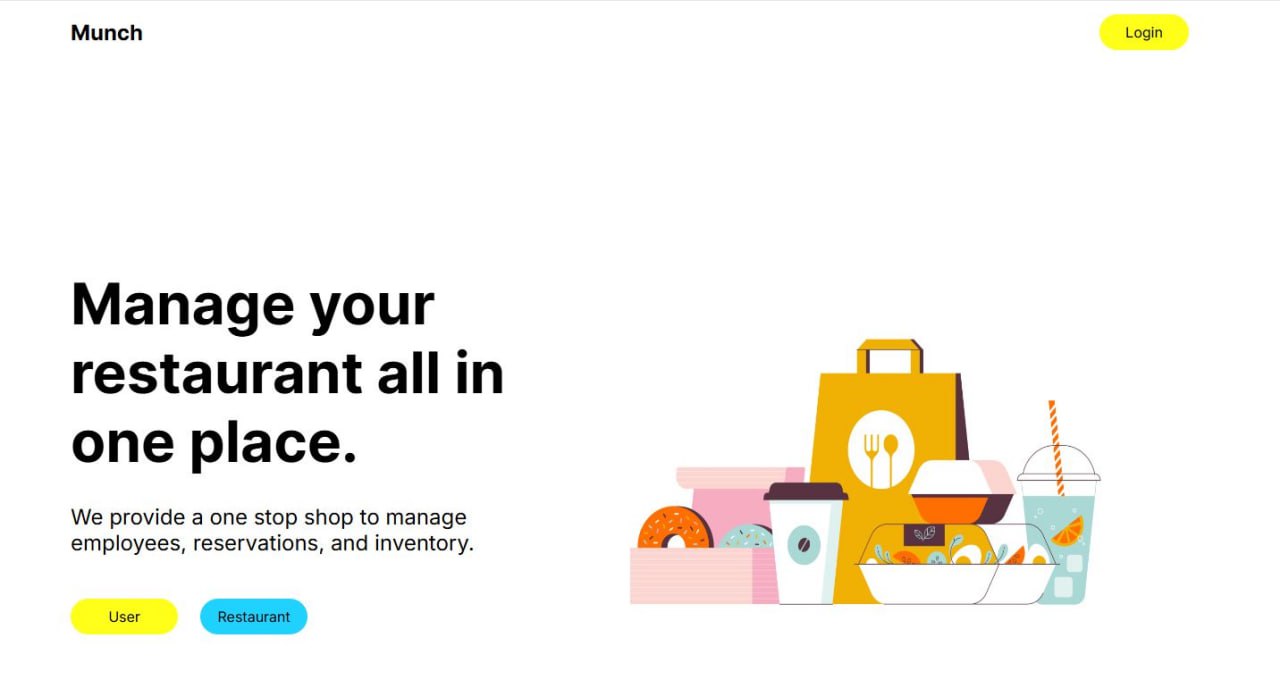 Munch
Login
Manage your
restaurant all in
one place.
We provide a one stop shop to manage
employees, reservations, and inventory.
User
Restaurant